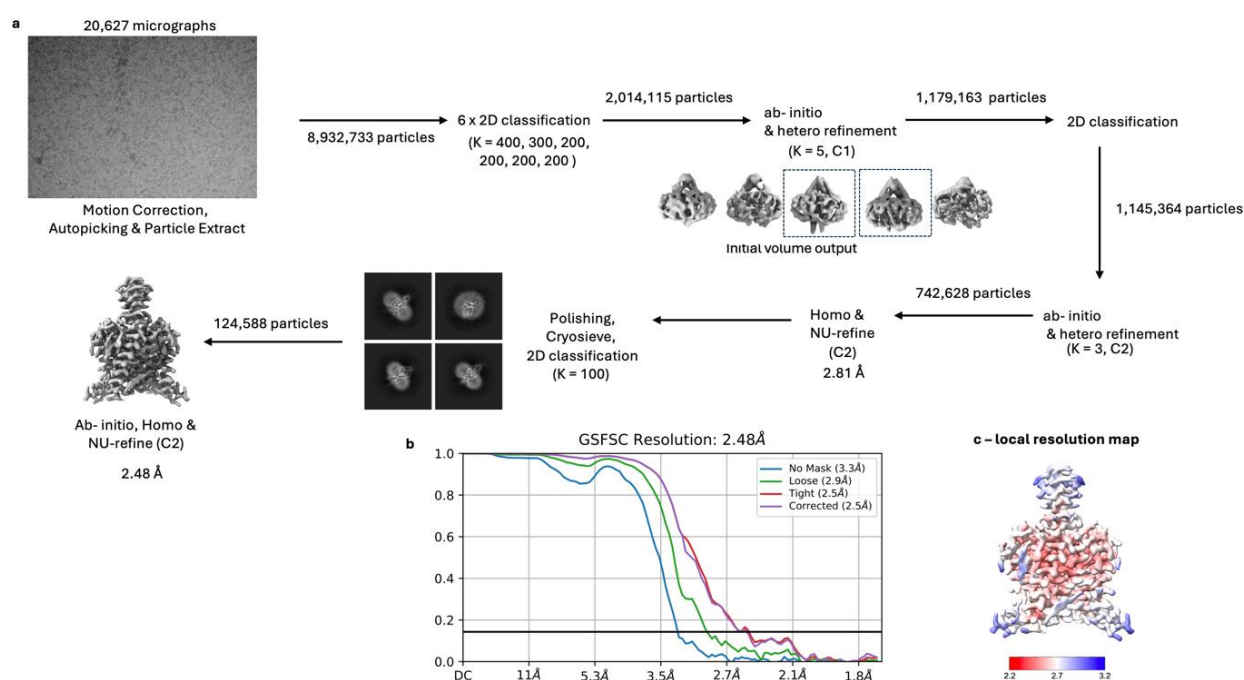 a
20,627 micrographs
Motion Correction,
Autopicking & Particle Extract
8,932,733 particles
6 x 2D classification
(K = 400, 300, 200,
200, 200, 200 )
2,014,115 particles
ab- initio
& hetero refinement
(K = 5, C1)
Initial volume output
1,179,163 particles
2D classification
1,145,364 particles
ab- initio
& hetero refinement
(K = 3, C2)
742,628 particles
Homo &
NU-refine
(C2)
2.81 Å
Polishing,
Cryosieve,
2D classification
(K = 100)
124,588 particles
Ab- initio, Homo &
NU-refine (C2)
2.48 Å
b
GSFSC Resolution: 2.48Å
No Mask (3.3Å)
Loose (2.9Å)
Tight (2.5Å)
Corrected (2.5Å)
1.0
0.8
0.6
0.4
0.2
0.0
DC 11Å 5.3Å 3.5Å 2.7Å 2.1Å 1.8Å
c – local resolution map
2.2 2.7 3.2